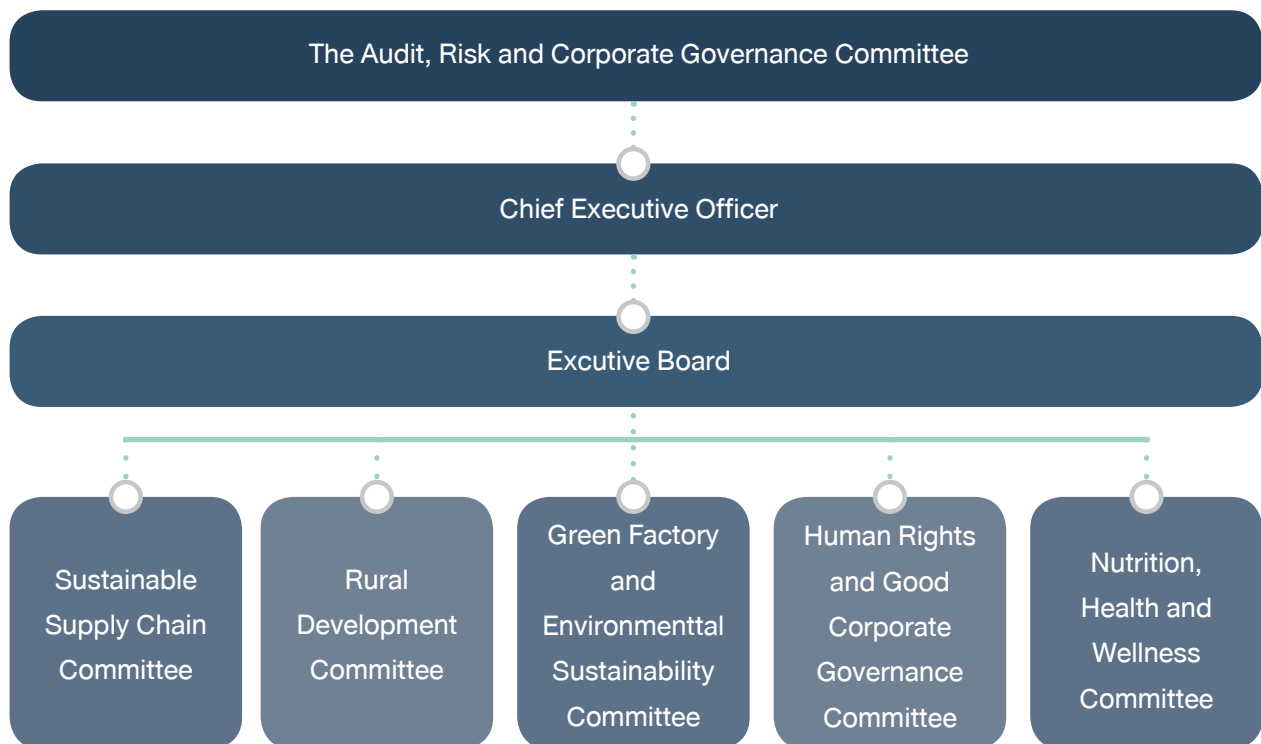 The Audit, Risk and Corporate Governance Committee
Chief Executive Officer
Excutive Board
Sustainable
Supply Chain
Committee
Rural
Development
Committee
Green Factory
and
Environmenttal
Sustainability
Committee
Human Rights
and Good
Corporate
Governance
Committee
Nutrition,
Health and
Wellness
Committee